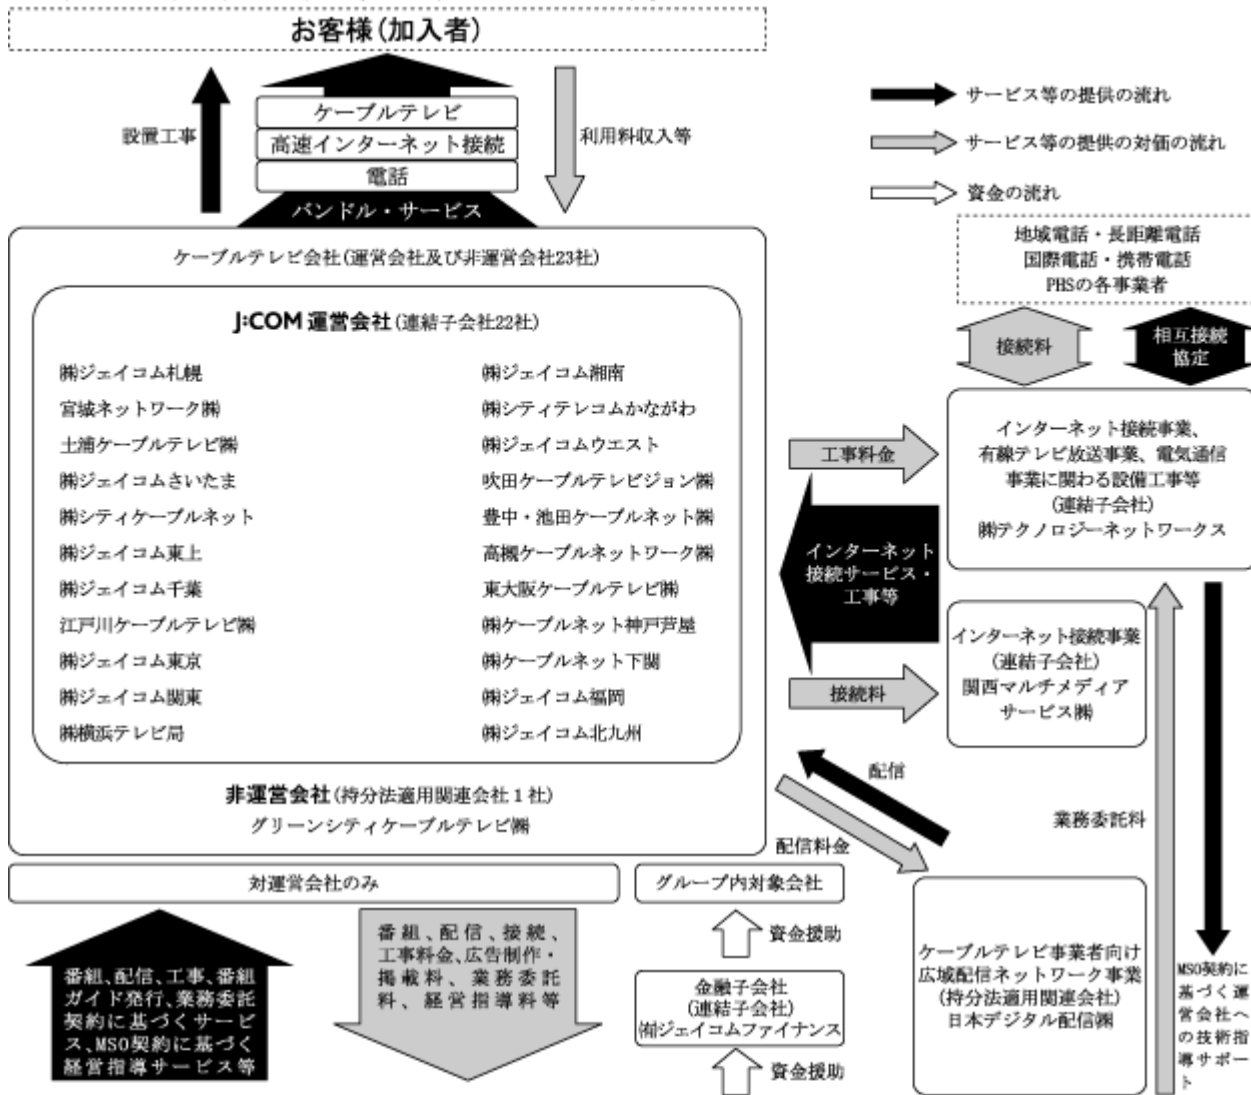 お客様(加入者)
設置工事
ケーブルテレビ
高速インターネット接続
電話
バンドル・サービス
利用料収入等
サービス等の提供の流れ
サービス等の提供の対価の流れ
資金の流れ
地域電話・長距離電話
国際電話・携帯電話
PHSの各事業者
接続料
相互接続
協定
ケーブルテレビ会社(運営会社及び非運営会社23社)
J:COM 運営会社(連結子会社22社)
㈱ジェイコム札幌
宮城ネットワーク㈱
土浦ケーブルテレビ㈱
㈱ジェイコムさいたま
㈱シティケーブルネット
㈱ジェイコム東上
㈱ジェイコム千葉
江戸川ケーブルテレビ㈱
㈱ジェイコム東京
㈱ジェイコム関東
㈱横浜テレビ局
㈱ジェイコム湘南
㈱シティテレコムかながわ
㈱ジェイコムウエスト
吹田ケーブルテレビジョン㈱
豊中・池田ケーブルネット㈱
高槻ケーブルネットワーク㈱
東大阪ケーブルテレビ㈱
㈱ケーブルネット神戸芦屋
㈱ケーブルネット下関
㈱ジェイコム福岡
㈱ジェイコム北九州
非運営会社(持分法適用関連会社1社)
グリーンシティケーブルテレビ㈱
工事料金
インターネット
接続サービス・
工事等
接続料
インターネット接続事業、
有線テレビ放送事業、電気通信
事業に関わる設備工事等
(連結子会社)
㈱テクノロジーネットワークス
インターネット接続事業
(連結子会社)
関西マルチメディア
サービス㈱
配信
配信料金
業務委託料
対運営会社のみ
グループ内対象会社
番組、配信、工事、番組
ガイド発行、業務委託
契約に基づくサービ
ス、MSO契約に基づく
経営指導サービス等
番組、配信、接続、
工事料金、広告制作・
掲載料、業務委託
料、経営指導料等
資金援助
金融子会社
(連結子会社)
㈲ジェイコムファイナンス
資金援助
ケーブルテレビ事業者向け
広域配信ネットワーク事業
(持分法適用関連会社)
日本デジタル配信㈱
MSO契約に
基づく運
営会社へ
の技術指
導サポー
ト